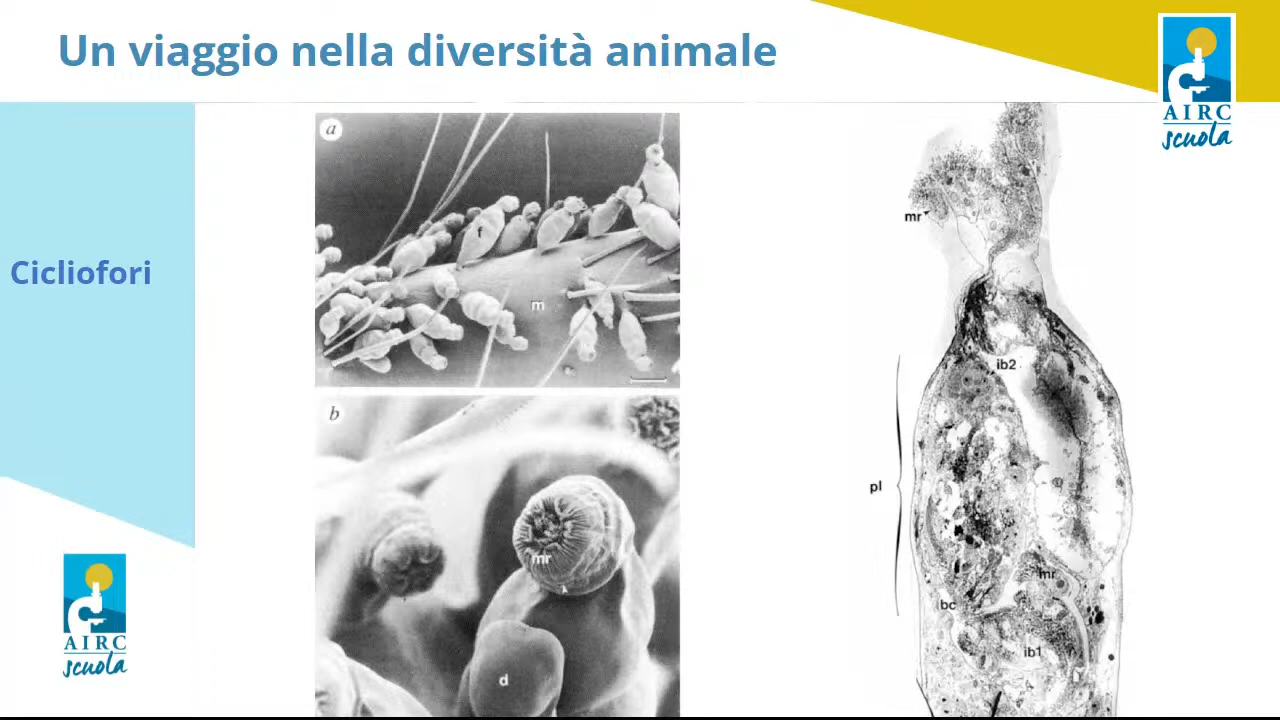 Un viaggio nella diversità animale
AIRC
scuola
Cicliofori
a
f
m
b
mr
d
mr
ib2
pl
mr
bc
ib1
AIRC
scuola